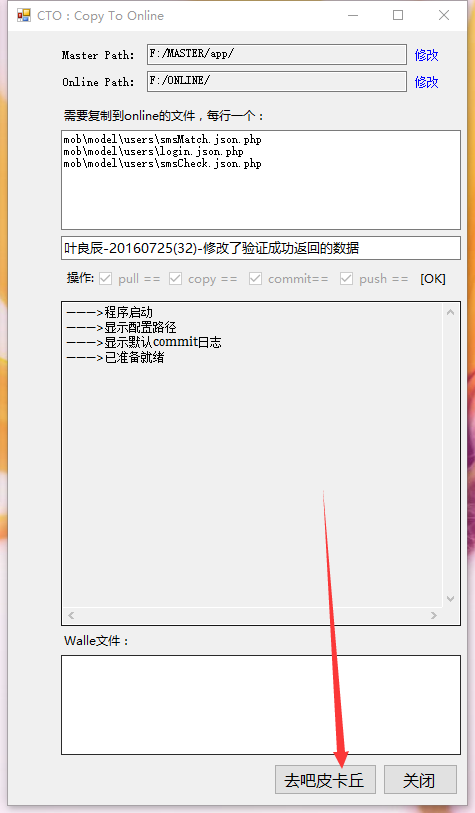 CTO : Copy To Online
Master Path: F:/MASTER/app/ 修改
Online Path: F:/ONLINE/ 修改
需要复制到online的文件，每行一个：
mob\model\users\smsMatch.json.php
mob\model\users\login.json.php
mob\model\users\smsCheck.json.php
叶良辰-20160725(32)-修改了验证成功返回的数据
操作: pull == copy == commit== push == [OK]
———>程序启动
———>显示配置路径
———>显示默认commit日志
———>已准备就绪
Walle文件：
去吧皮卡丘 关闭